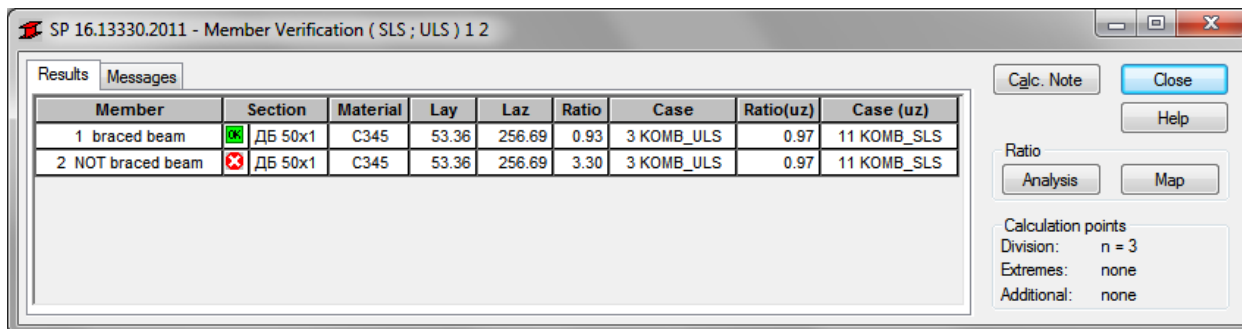 SP 16.13330.2011 - Member Verification ( SLS ; ULS ) 1 2
Results Messages
Member Section Material Lay Laz Ratio Case Ratio(uz) Case (uz)
1 braced beam OK ДБ 50x1 C345 53.36 256.69 0.93 3 KOMB_ULS 0.97 11 KOMB_SLS
2 NOT braced beam ДБ 50x1 C345 53.36 256.69 3.30 3 KOMB_ULS 0.97 11 KOMB_SLS
Calc. Note Close
Help
Ratio
Analysis Map
Calculation points
Division: n = 3
Extremes: none
Additional: none